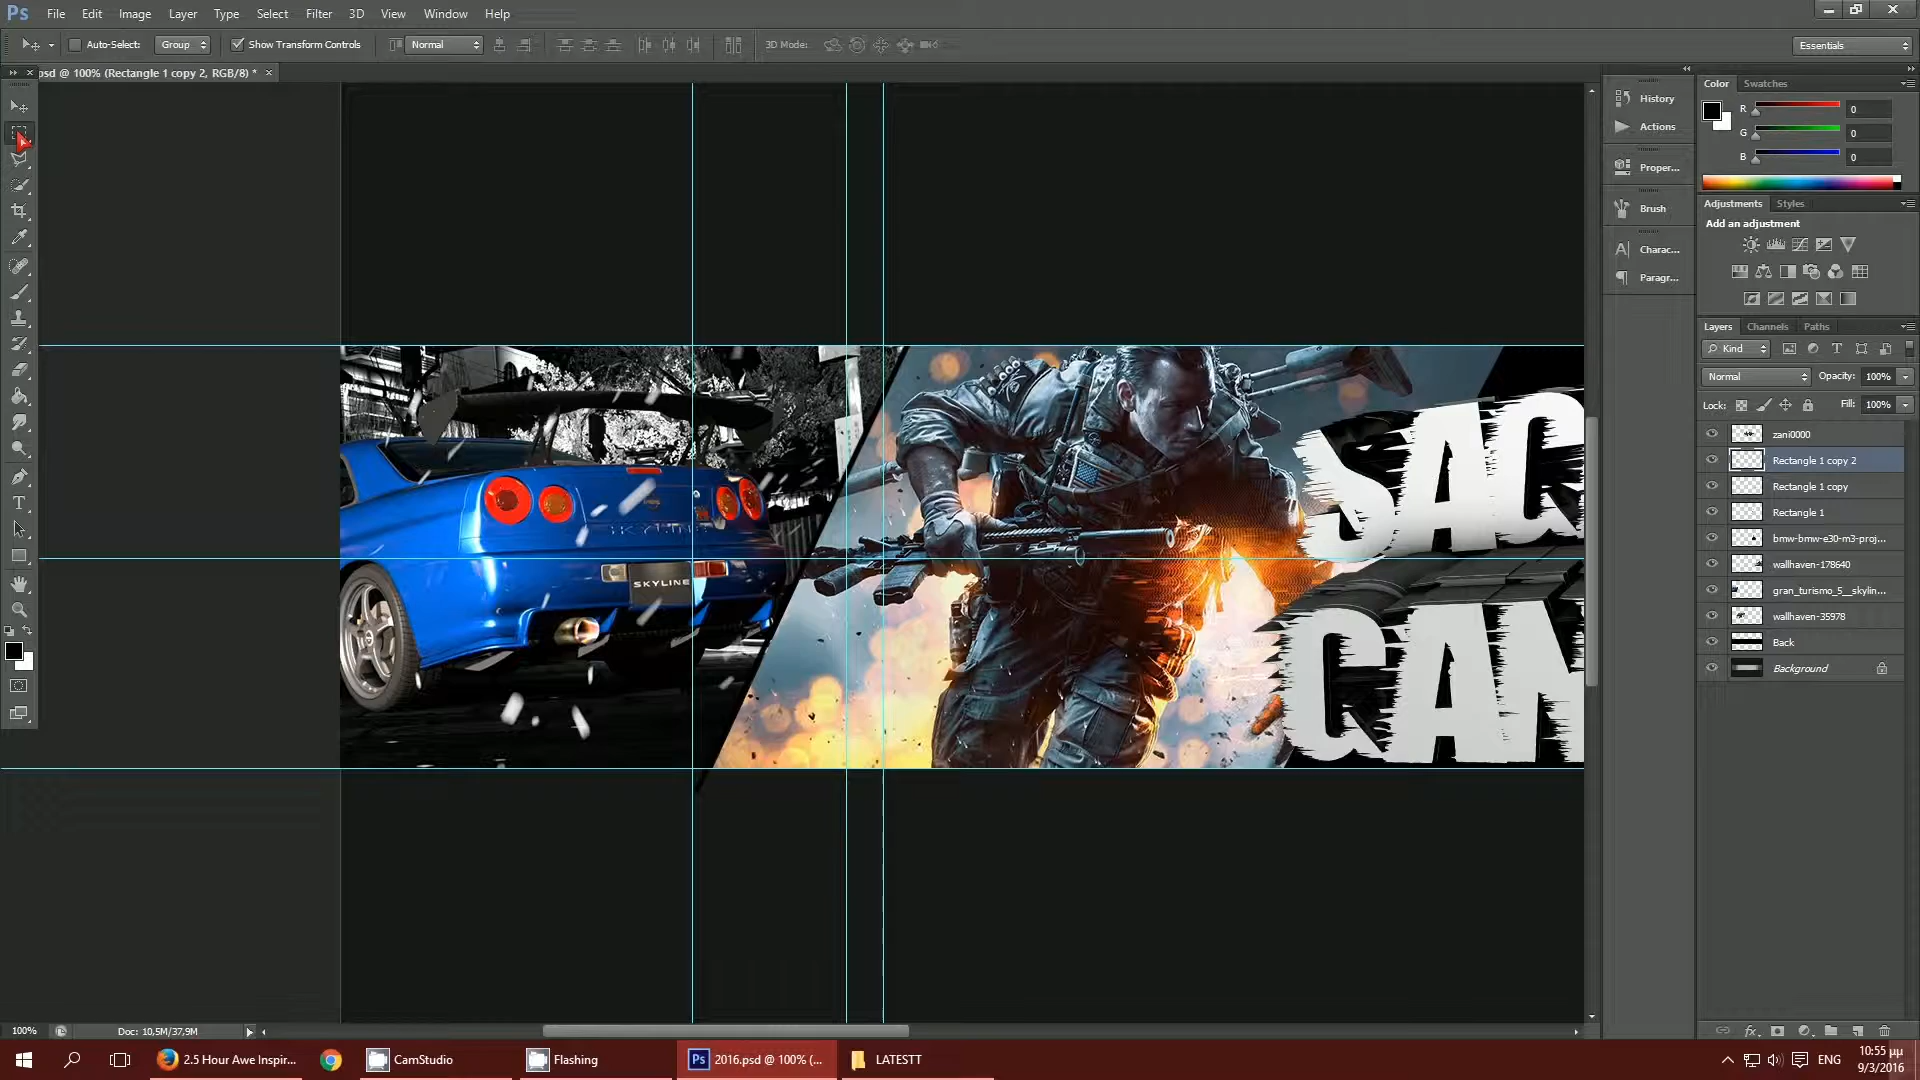 Ps File Edit Image Layer Type Select Filter 3D View Window Help
Auto-Select: Group Show Transform Controls Normal 3D Mode: Essentials
psd @ 100% (Rectangle 1 copy 2, RGB/8) * ×
History
Actions
Proper...
Brush
Charac...
Paragr...
Color Swatches
R 0
G 0
B 0
Adjustments Styles
Add an adjustment
Layers Channels Paths
Kind
Normal Opacity: 100%
Lock: Fill: 100%
zani0000
Rectangle 1 copy 2
Rectangle 1 copy
Rectangle 1
bmw-bmw-e30-m3-proj...
wallhaven-178640
gran_turismo_5__skylin...
wallhaven-35978
Back
Background
SKYLINE
SKYLINE
SAC
CAN
100% Doc: 10,5M/37,9M
2.5 Hour Awe Inspir... CamStudio Flashing Ps 2016.psd @ 100% (... LATESTT ENG 10:55 μμ
9/3/2016